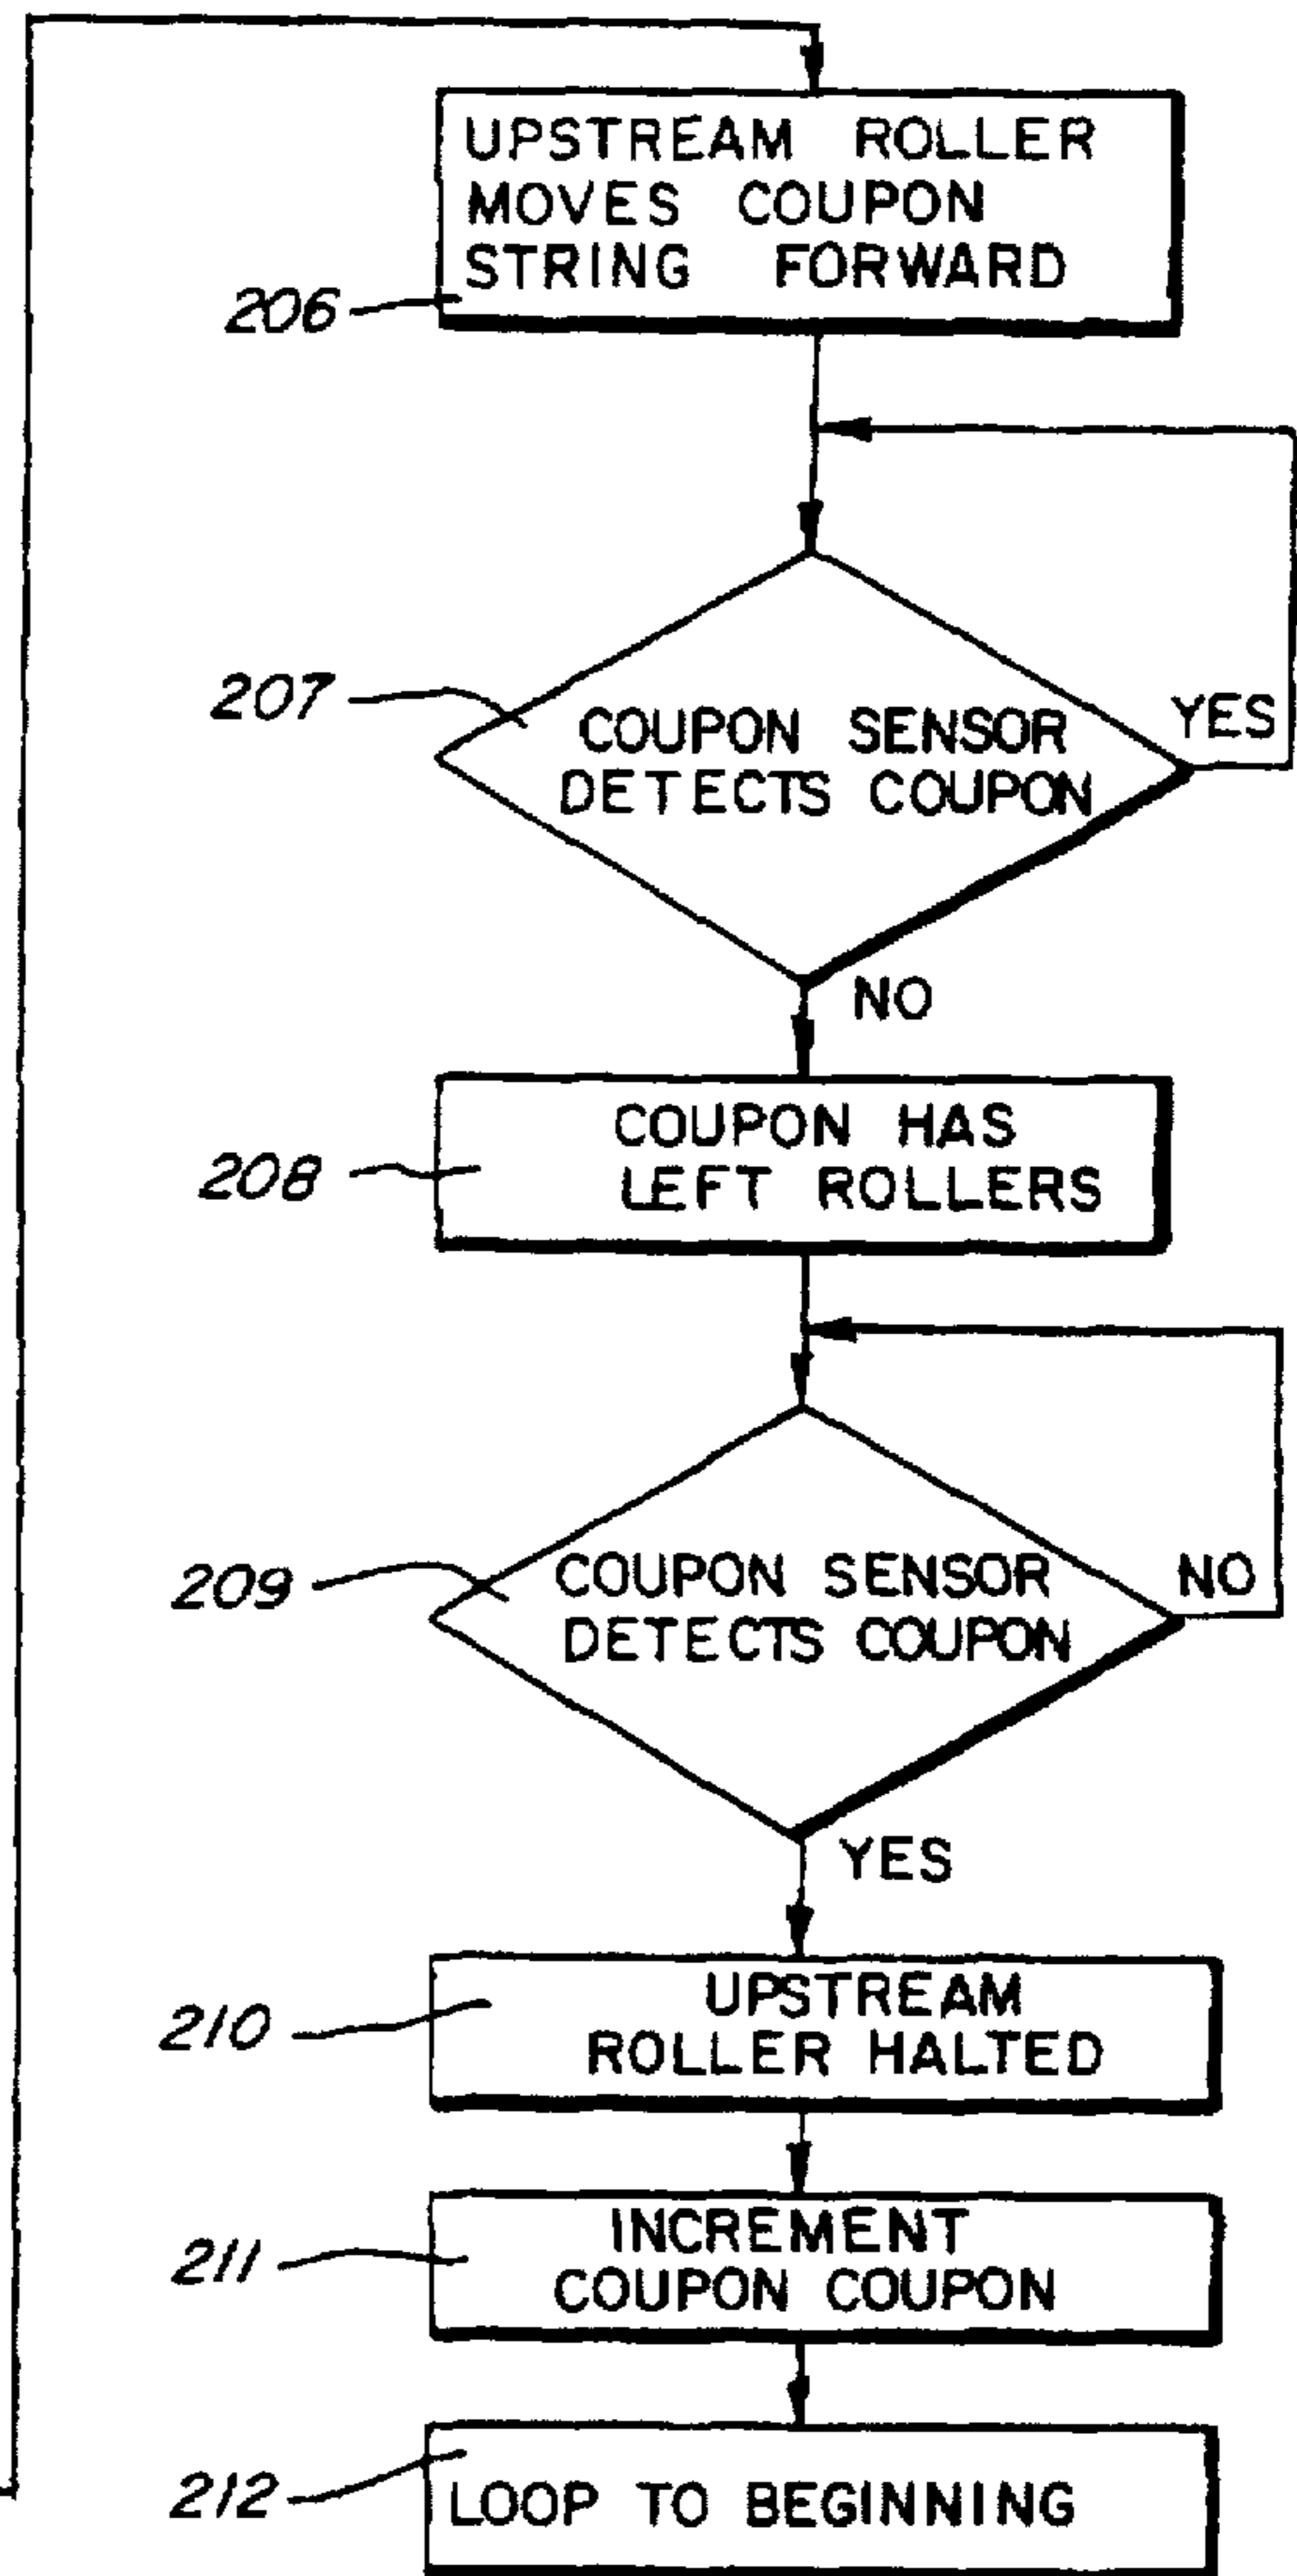 UPSTREAM ROLLER
MOVES COUPON
STRING FORWARD
206
207
COUPON SENSOR
DETECTS COUPON
YES
NO
208
COUPON HAS
LEFT ROLLERS
209
COUPON SENSOR
DETECTS COUPON
NO
YES
210
UPSTREAM
ROLLER HALTED
211
INCREMENT
COUPON COUPON
212
LOOP TO BEGINNING